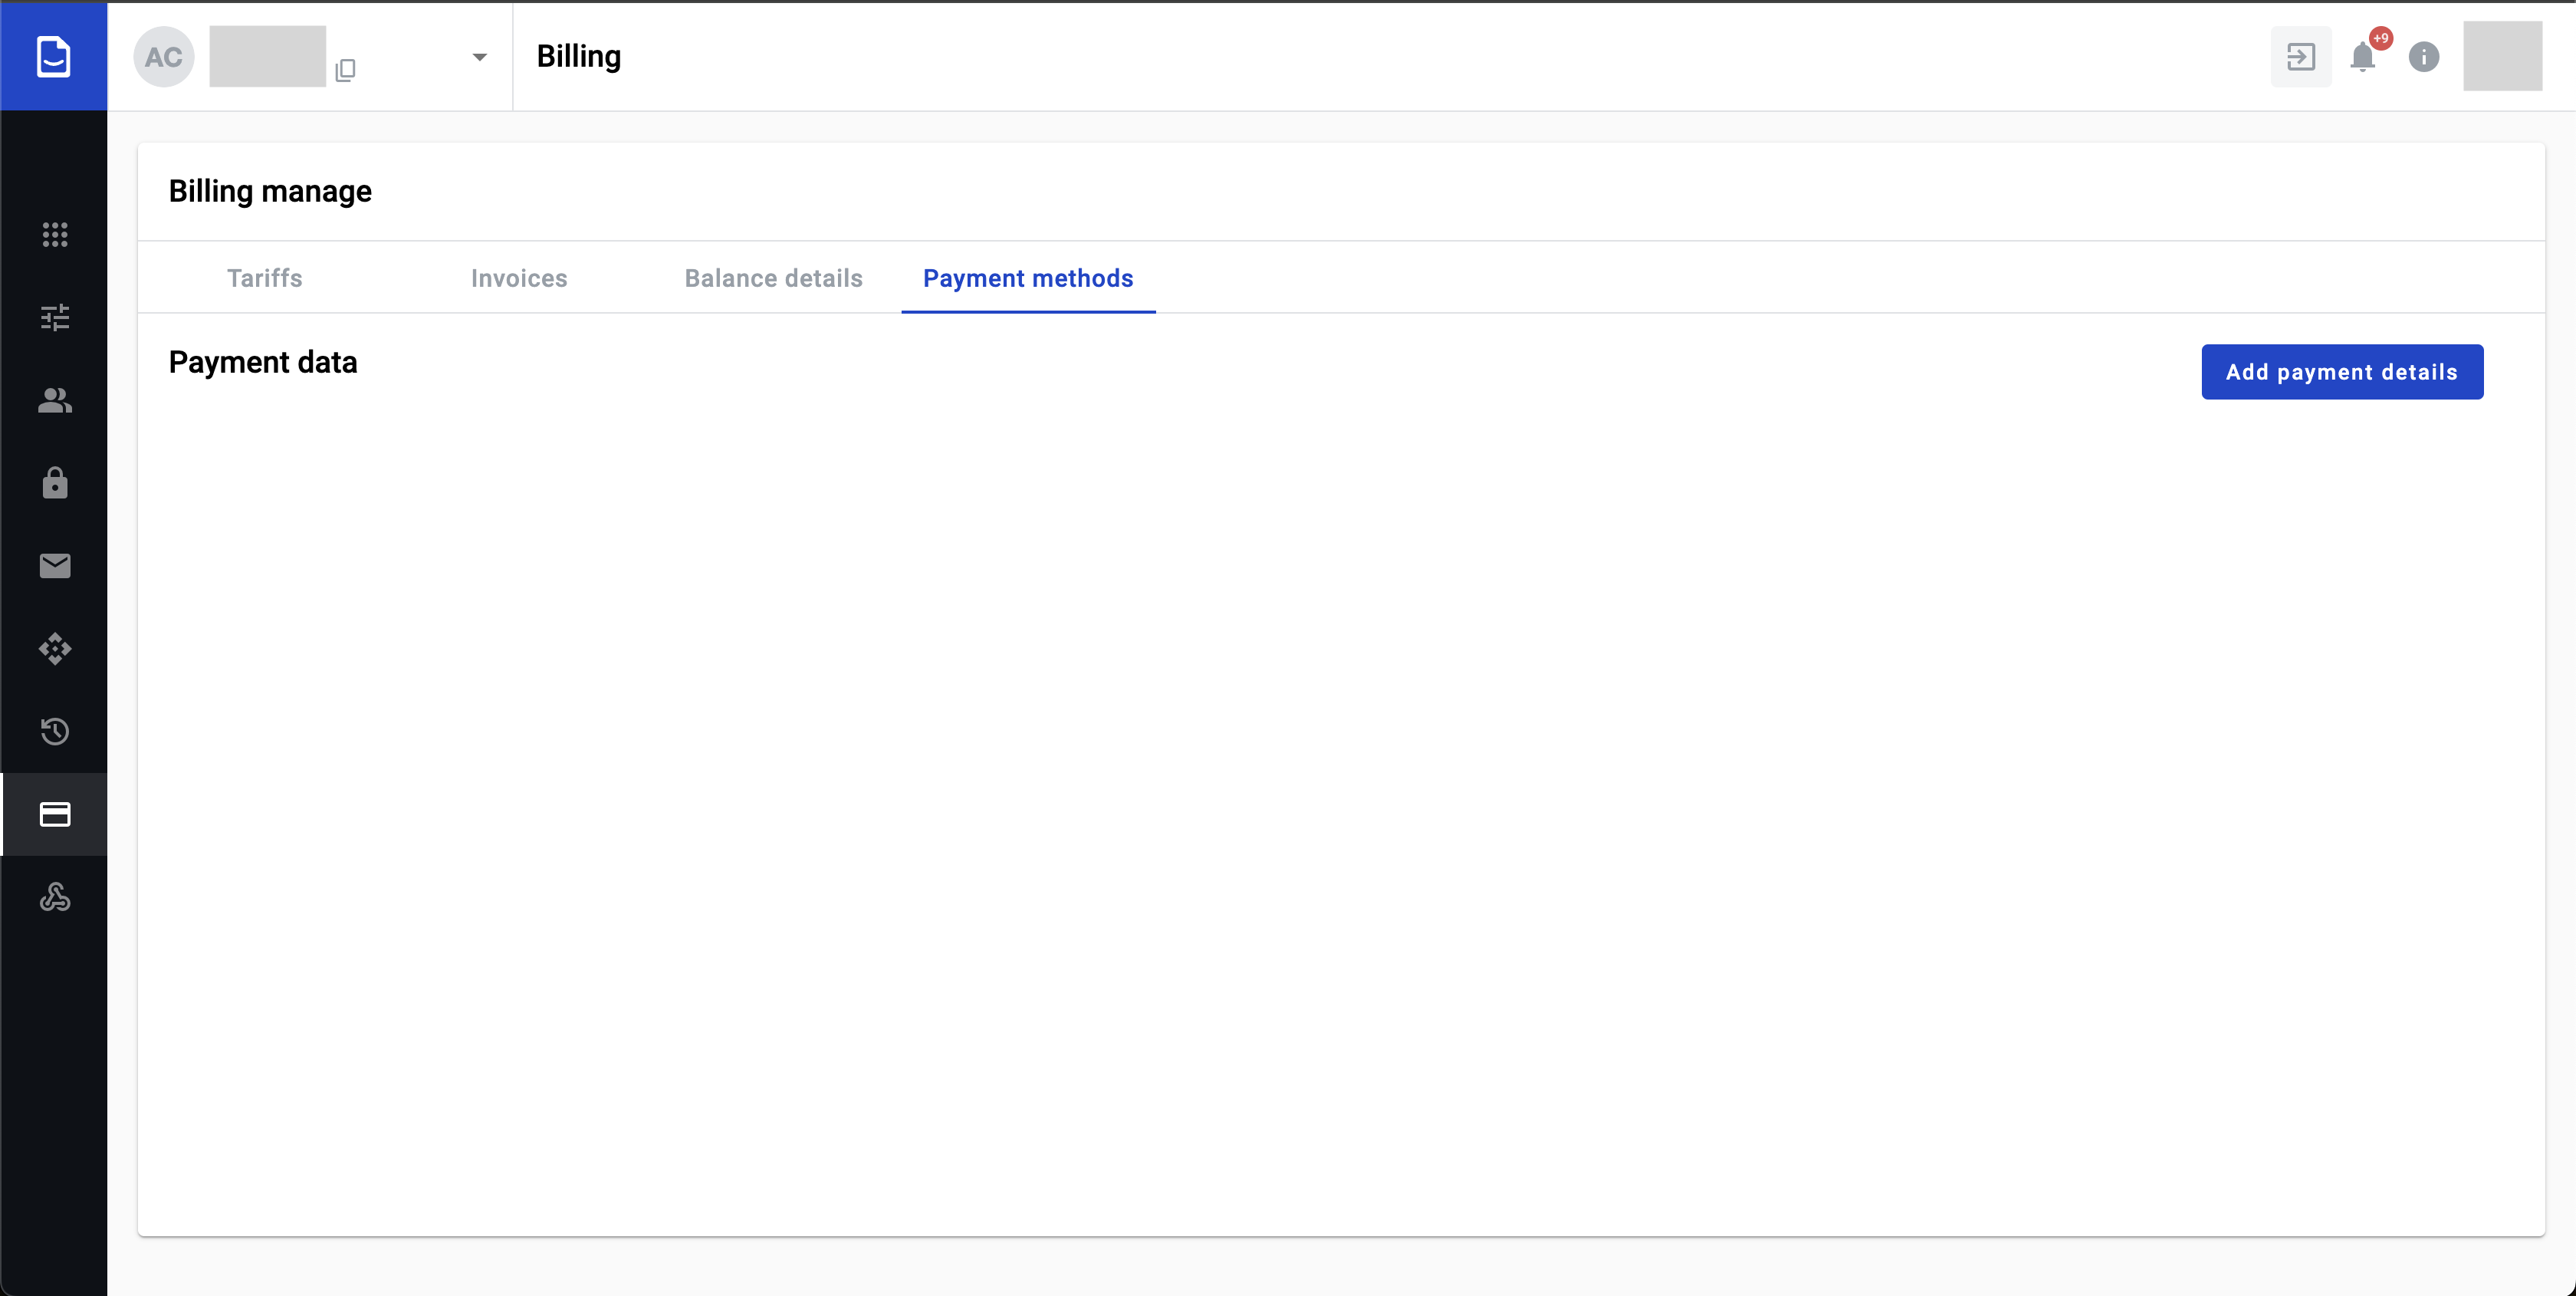 AC
Billing
+9
Billing manage
Tariffs
Invoices
Balance details
Payment methods
Payment data
Add payment details